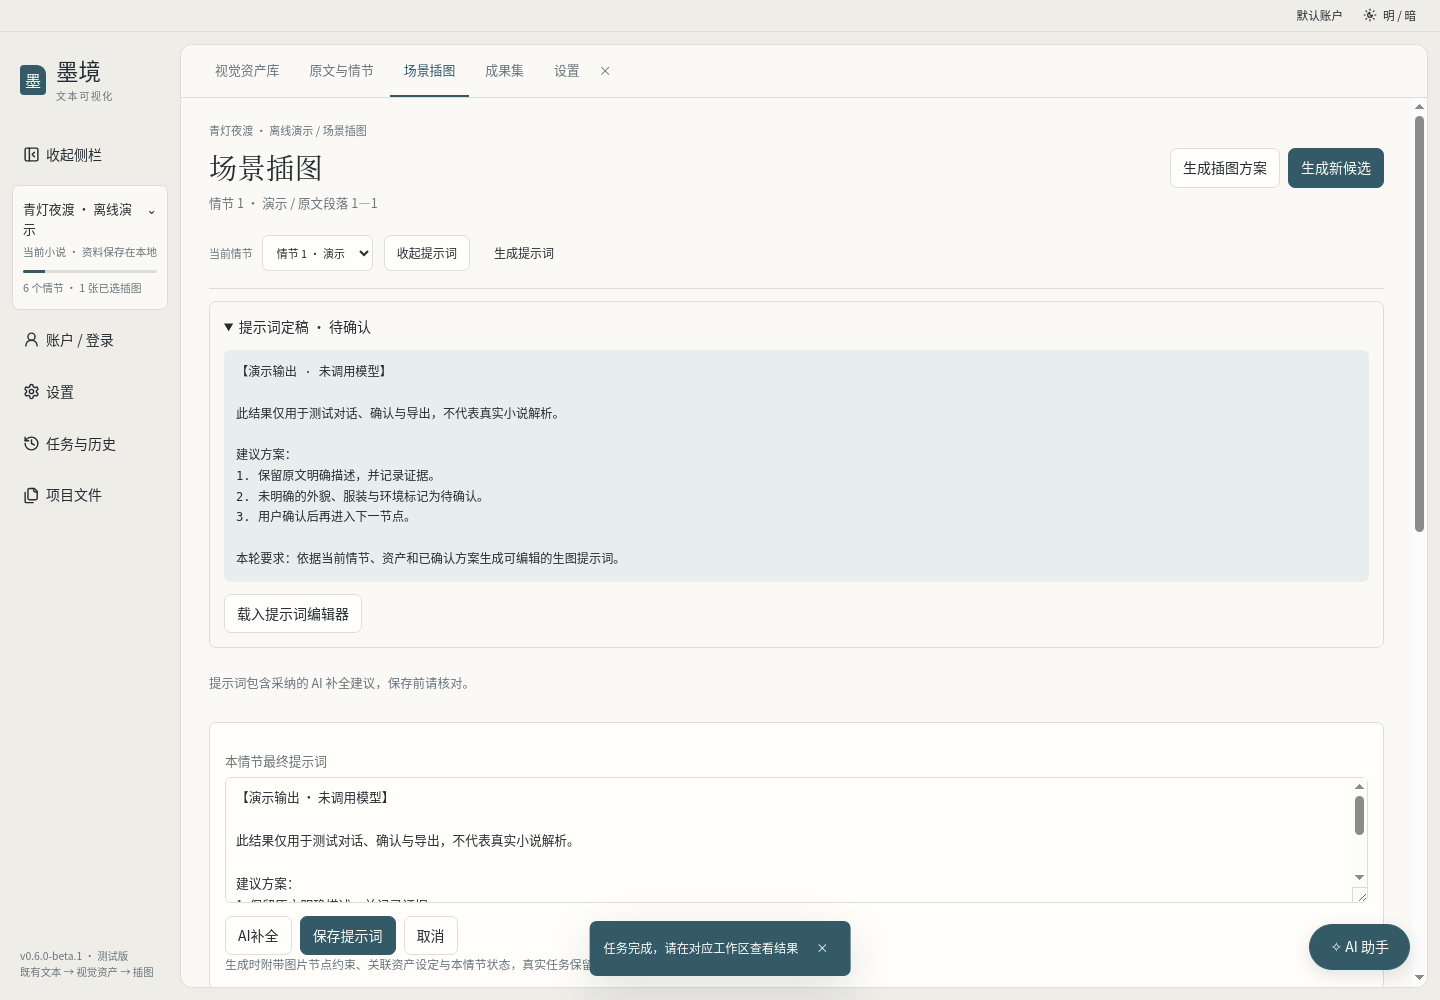 默认账户
明 / 暗
墨
墨境
文本可视化
收起侧栏
青灯夜渡 · 离线演示
当前小说 · 资料保存在本地
6 个情节 · 1 张已选插图
账户 / 登录
设置
任务与历史
项目文件
v0.6.0-beta.1 · 测试版
既有文本 → 视觉资产 → 插图
视觉资产库
原文与情节
场景插图
成果集
设置
青灯夜渡 · 离线演示 / 场景插图
场景插图
情节 1 · 演示 / 原文段落 1—1
生成插图方案
生成新候选
当前情节
情节 1 · 演示
收起提示词
生成提示词
提示词定稿 · 待确认
【演示输出 · 未调用模型】
此结果仅用于测试对话、确认与导出，不代表真实小说解析。
建议方案：
1. 保留原文明确描述，并记录证据。
2. 未明确的外貌、服装与环境标记为待确认。
3. 用户确认后再进入下一节点。
本轮要求：依据当前情节、资产和已确认方案生成可编辑的生图提示词。
载入提示词编辑器
提示词包含采纳的 AI 补全建议，保存前请核对。
本情节最终提示词
【演示输出 · 未调用模型】
此结果仅用于测试对话、确认与导出，不代表真实小说解析。
建议方案：
AI补全
保存提示词
取消
生成时附带图片节点约束、关联资产设定与本情节状态，真实任务保留
任务完成，请在对应工作区查看结果
✧ AI 助手